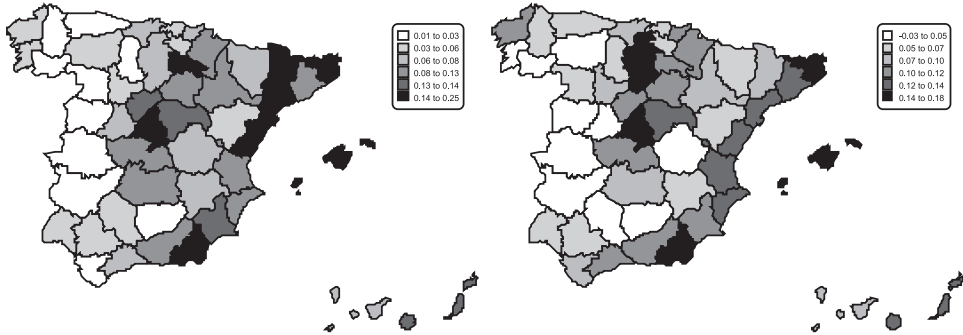 0.01 to 0.03
0.03 to 0.06
0.06 to 0.08
0.08 to 0.13
0.13 to 0.14
0.14 to 0.25
-0.03 to 0.05
0.05 to 0.07
0.07 to 0.10
0.10 to 0.12
0.12 to 0.14
0.14 to 0.18